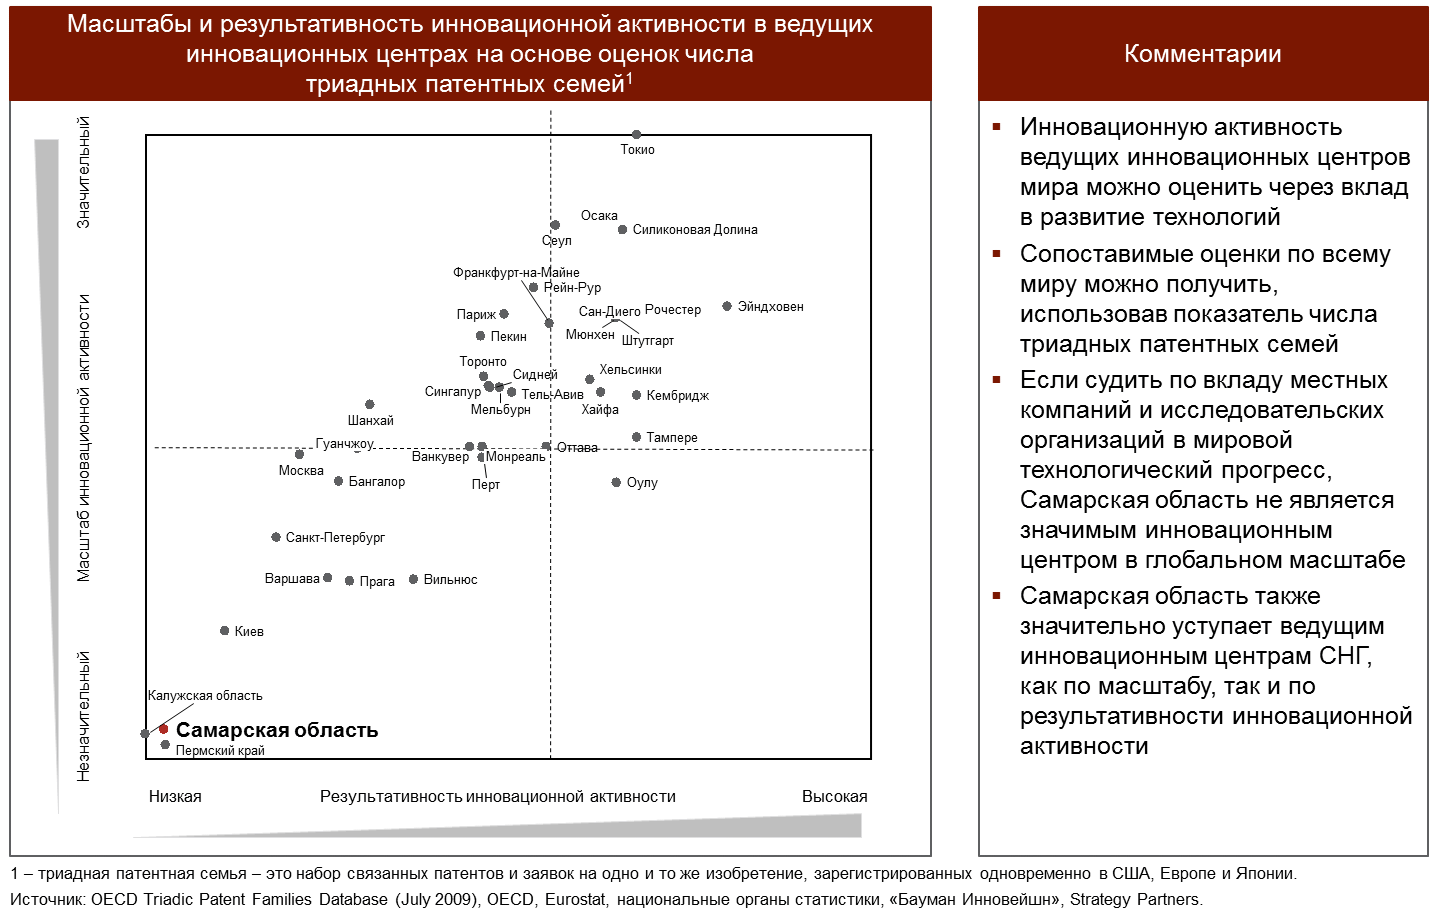 Масштабы и результативность инновационной активности в ведущих
инновационных центрах на основе оценок числа
триадных патентных семей1
Значительный
Масштаб инновационной активности
Незначительный
Токио
Осака
Сеул
Силиконовая Долина
Франкфурт-на-Майне
Рейн-Рур
Париж
Пекин
Сан-Диего
Рочестер
Эйндховен
Мюнхен
Штутгарт
Торонто
Сидней
Хельсинки
Сингапур
Тель-Авив
Мельбурн
Хайфа
Кембридж
Шанхай
Гуанчжоу
Тампере
Москва
Ванкувер
Монреаль
Оттава
Бангалор
Перт
Оулу
Санкт-Петербург
Варшава
Прага
Вильнюс
Киев
Калужская область
Самарская область
Пермский край
Низкая
Результативность инновационной активности
Высокая
Комментарии
▪ Инновационную активность
ведущих инновационных центров
мира можно оценить через вклад
в развитие технологий
▪ Сопоставимые оценки по всему
миру можно получить,
использовав показатель числа
триадных патентных семей
▪ Если судить по вкладу местных
компаний и исследовательских
организаций в мировой
технологический прогресс,
Самарская область не является
значимым инновационным
центром в глобальном масштабе
▪ Самарская область также
значительно уступает ведущим
инновационным центрам СНГ,
как по масштабу, так и по
результативности инновационной
активности
1 – триадная патентная семья – это набор связанных патентов и заявок на одно и то же изобретение, зарегистрированных одновременно в США, Европе и Японии.
Источник: OECD Triadic Patent Families Database (July 2009), OECD, Eurostat, национальные органы статистики, «Бауман Инновейшн», Strategy Partners.